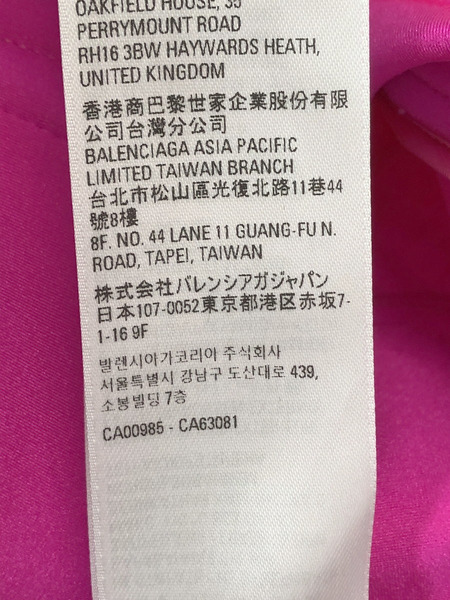 OAKFIELD HOUSE, 35
PERRYMOUNT ROAD
RH16 3BW HAYWARDS HEATH,
UNITED KINGDOM
香港商巴黎世家企業股份有限
公司台灣分公司
BALENCIAGA ASIA PACIFIC
LIMITED TAIWAN BRANCH
台北市松山區光復北路11巷44
號8樓
8F. NO. 44 LANE 11 GUANG-FU N.
ROAD, TAPEI, TAIWAN
株式会社バレンシアガジャパン
日本107-0052東京都港区赤坂7-
1-16 9F
발렌시아가코리아 주식회사
서울특별시 강남구 도산대로 439,
소봉빌딩 7층
CA00985 - CA63081